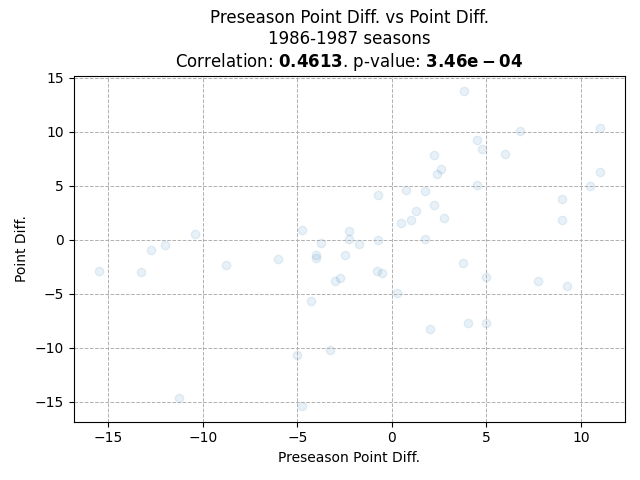 Preseason Point Diff. vs Point Diff.
1986-1987 seasons
Correlation: 0.4613. p-value: 3.46e−04
15
10
5
0
−5
−10
−15
Point Diff.
−15
−10
−5
0
5
10
Preseason Point Diff.